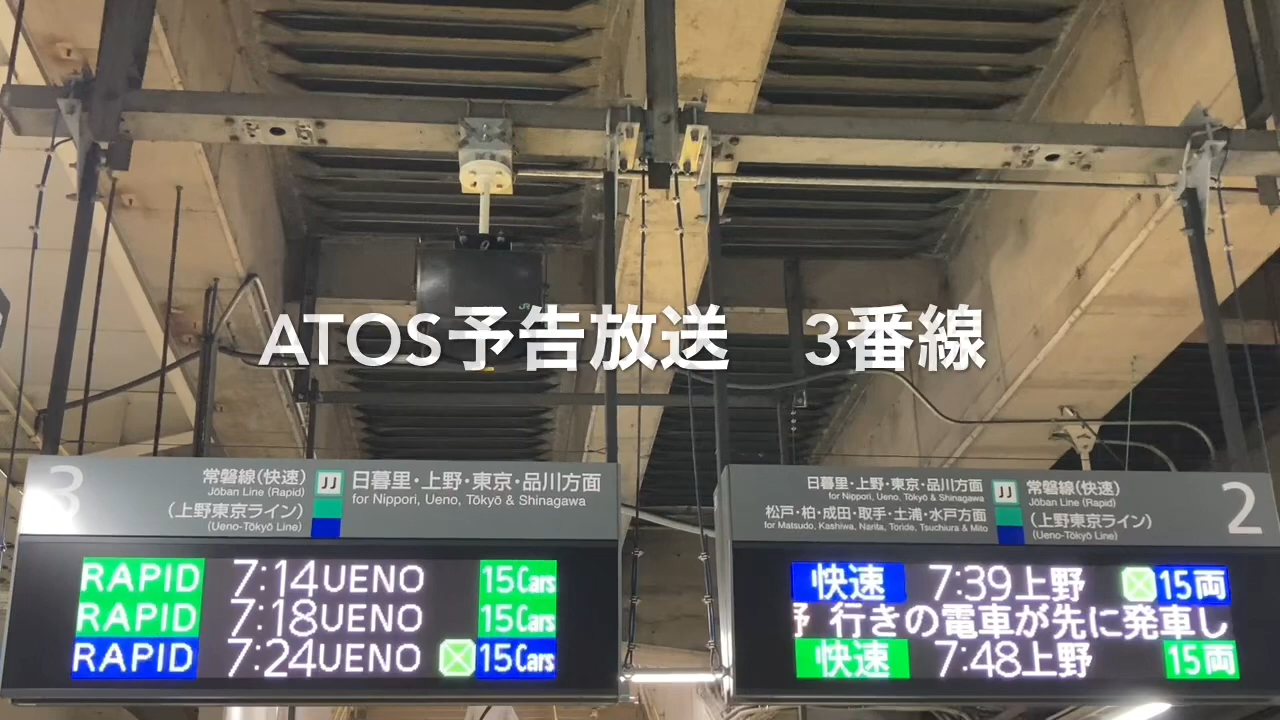 ATOS予告放送 3番線
3
常磐線(快速)
Jōban Line (Rapid)
(上野東京ライン)
(Ueno-Tōkyō Line)
JJ
日暮里・上野・東京・品川方面
for Nippori, Ueno, Tōkyō & Shinagawa
RAPID 7:14 UENO 15Cars
RAPID 7:18 UENO 15Cars
RAPID 7:24 UENO 15Cars
日暮里・上野・東京・品川方面
for Nippori, Ueno, Tōkyō & Shinagawa
松戸・柏・成田・取手・土浦・水戸方面
for Matsudo, Kashiwa, Narita, Toride, Tsuchiura & Mito
JJ
常磐線(快速)
Jōban Line (Rapid)
(上野東京ライン)
(Ueno-Tōkyō Line)
2
快速 7:39 上野 15両
野 行きの電車が先に発車し
快速 7:48 上野 15両